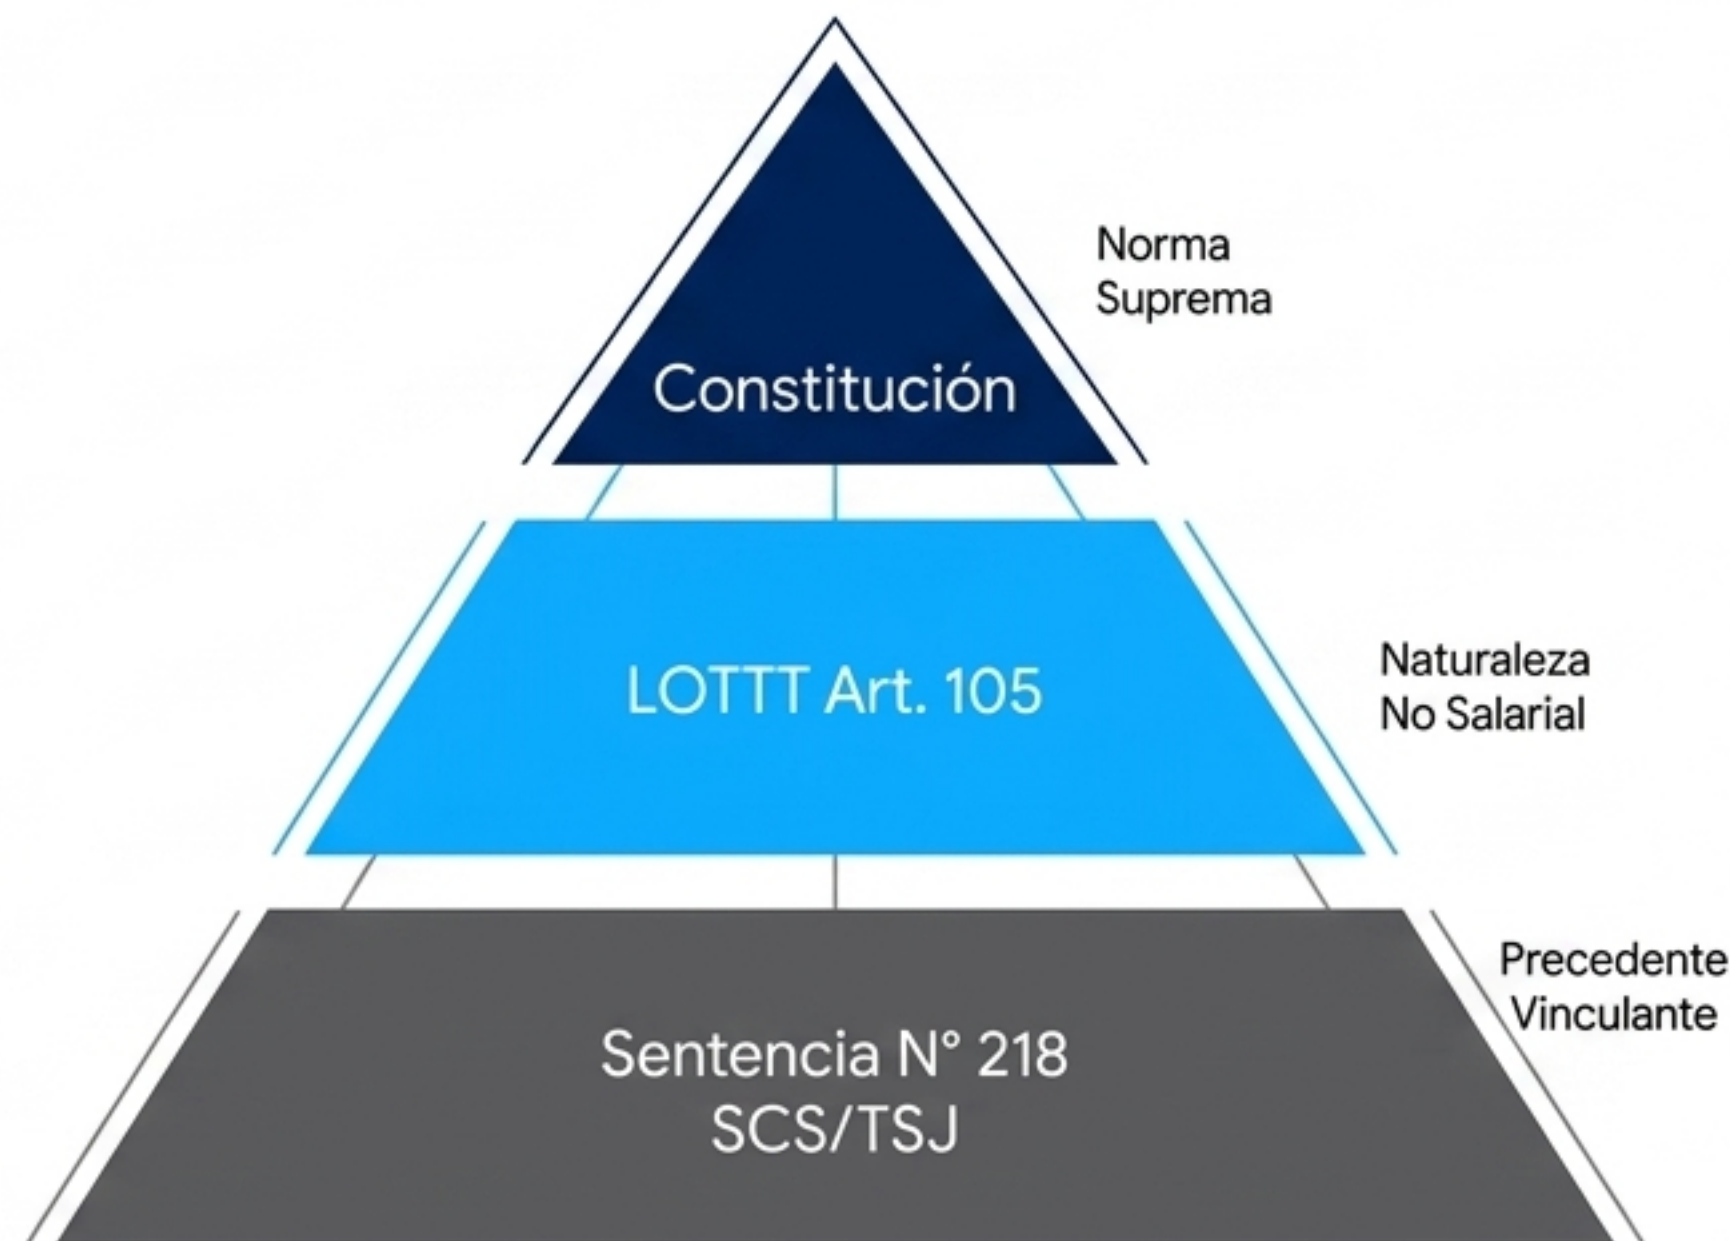 Norma
Suprema
Constitución
LOTTT Art. 105
Naturaleza
No Salarial
Precedente
Vinculante
Sentencia N° 218
SCS/TSJ